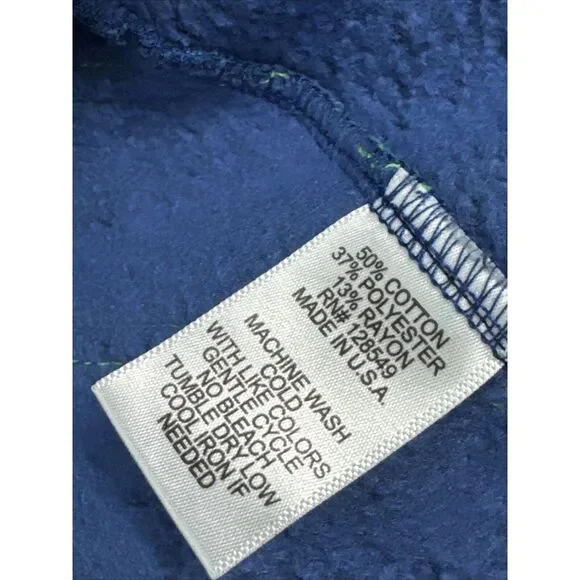 50% COTTON
37% POLYESTER
13% RAYON
RN# 128549
MADE IN U.S.A.
MACHINE WASH
COLD
WITH LIKE COLORS
GENTLE CYCLE
NO BLEACH
TUMBLE DRY LOW
COOL IRON IF
NEEDED